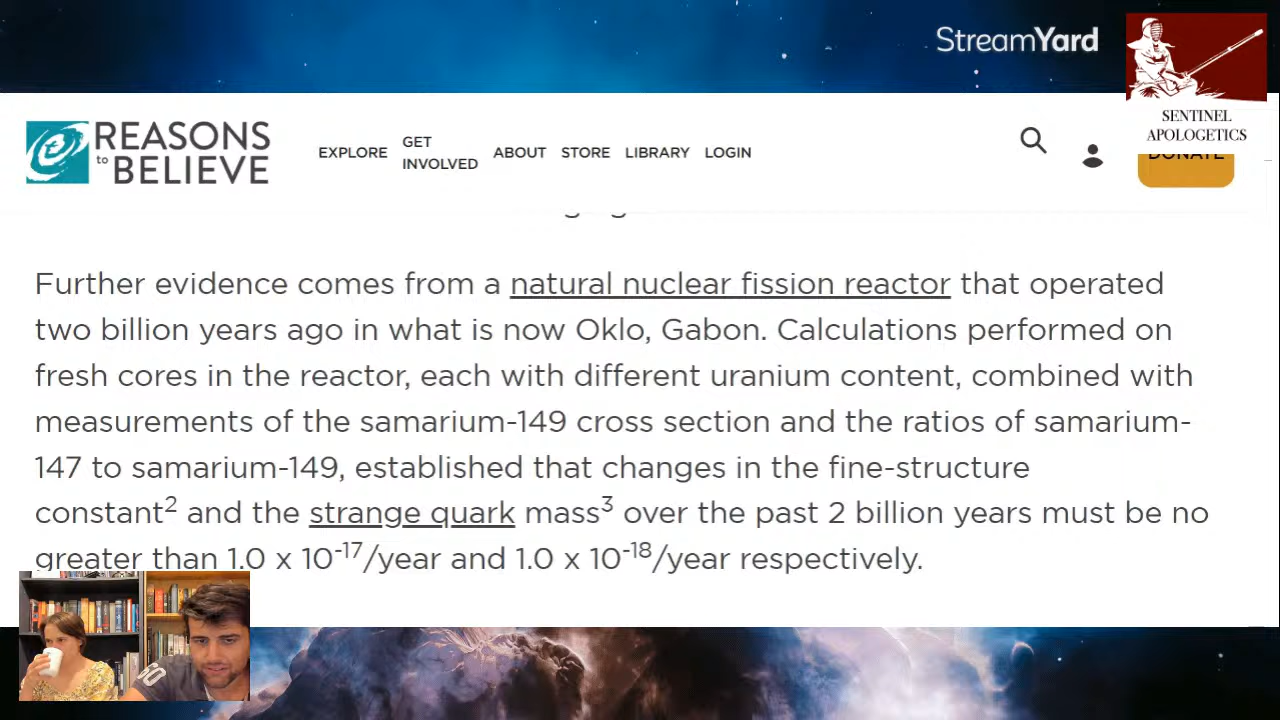 StreamYard
SENTINEL
APOLOGETICS
REASONS
to
BELIEVE
EXPLORE
GET
INVOLVED
ABOUT
STORE
LIBRARY
LOGIN
DONATE
Further evidence comes from a natural nuclear fission reactor that operated
two billion years ago in what is now Oklo, Gabon. Calculations performed on
fresh cores in the reactor, each with different uranium content, combined with
measurements of the samarium-149 cross section and the ratios of samarium-
147 to samarium-149, established that changes in the fine-structure
constant² and the strange quark mass³ over the past 2 billion years must be no
greater than 1.0 x 10⁻¹⁷/year and 1.0 x 10⁻¹⁸/year respectively.